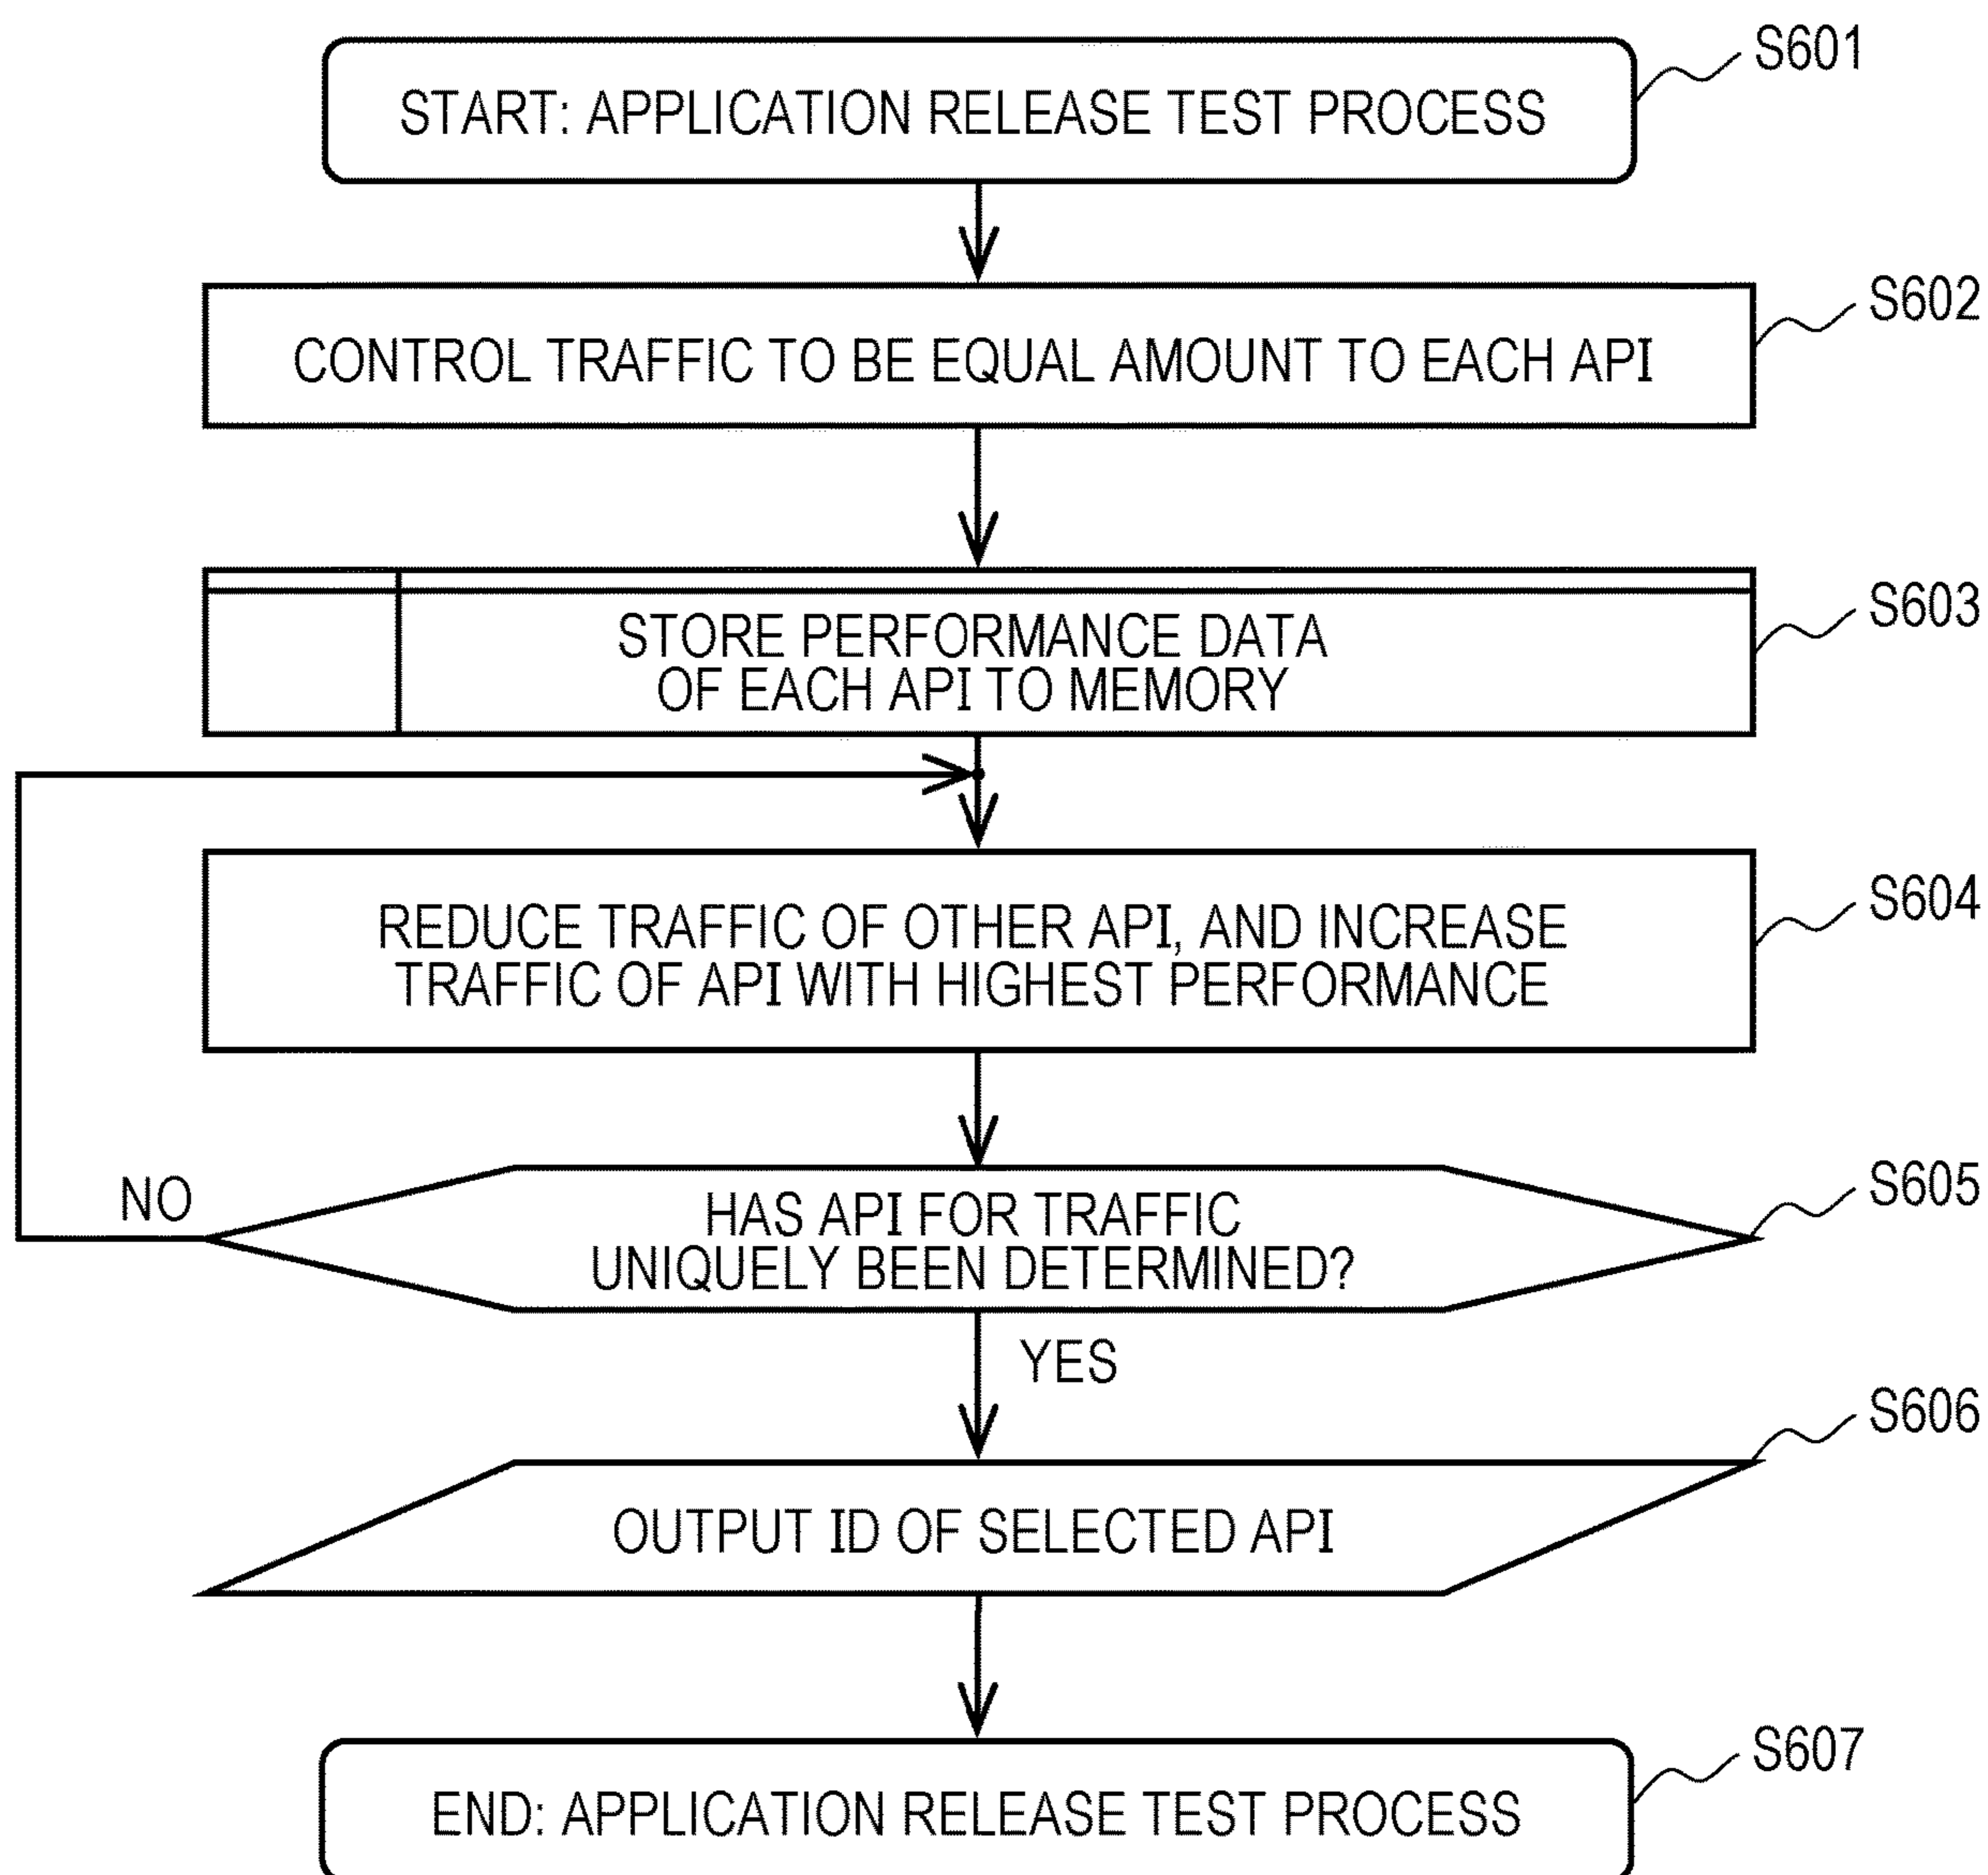 S601
START: APPLICATION RELEASE TEST PROCESS
S602
CONTROL TRAFFIC TO BE EQUAL AMOUNT TO EACH API
S603
STORE PERFORMANCE DATA
OF EACH API TO MEMORY
S604
REDUCE TRAFFIC OF OTHER API, AND INCREASE
TRAFFIC OF API WITH HIGHEST PERFORMANCE
S605
NO
HAS API FOR TRAFFIC
UNIQUELY BEEN DETERMINED?
YES
S606
OUTPUT ID OF SELECTED API
S607
END: APPLICATION RELEASE TEST PROCESS